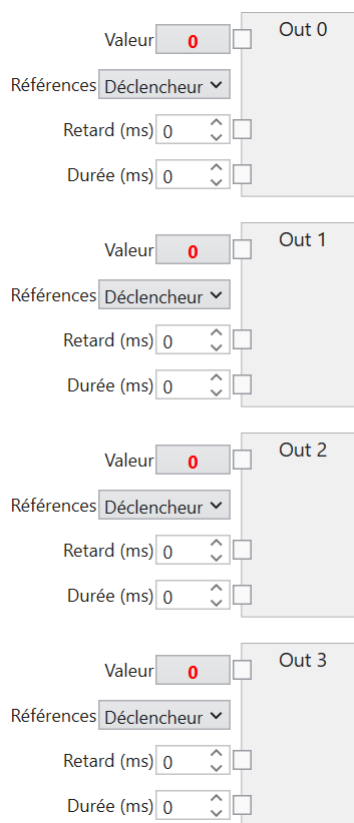 Valeur 0 Out 0
Références Déclencheur
Retard (ms) 0
Durée (ms) 0
Valeur 0 Out 1
Références Déclencheur
Retard (ms) 0
Durée (ms) 0
Valeur 0 Out 2
Références Déclencheur
Retard (ms) 0
Durée (ms) 0
Valeur 0 Out 3
Références Déclencheur
Retard (ms) 0
Durée (ms) 0